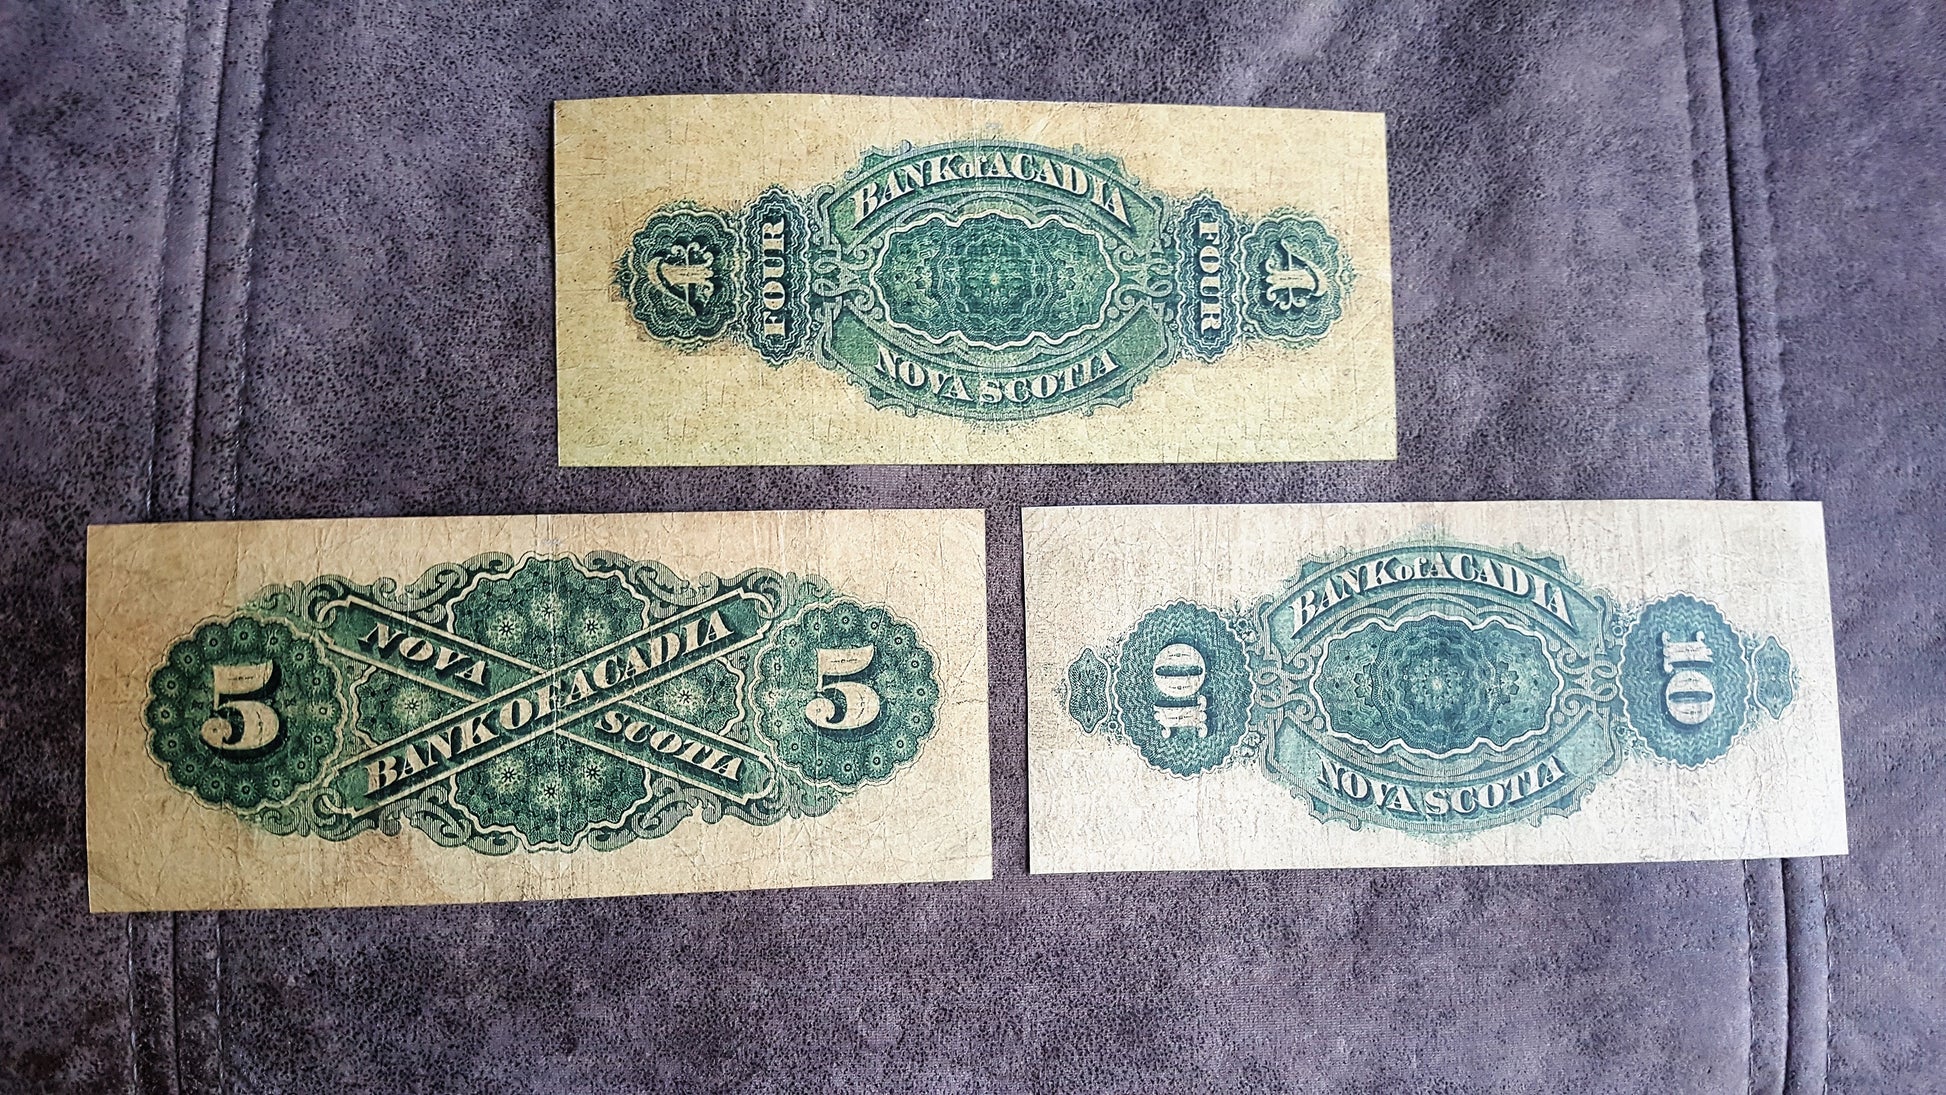 BANK of ACADIA
4
FOUR
FOUR
4
NOVA SCOTIA
5
NOVA SCOTIA
BANK OF ACADIA
5
BANK of ACADIA
10
10
NOVA SCOTIA